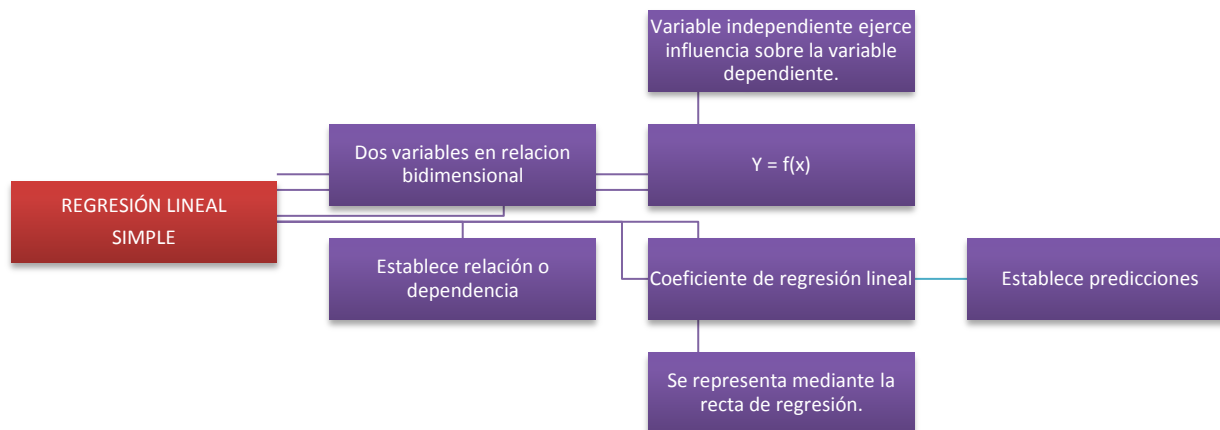 Variable independiente ejerce
influencia sobre la variable
dependiente.
Dos variables en relacion
bidimensional
Y = f(x)
REGRESIÓN LINEAL
SIMPLE
Establece relación o
dependencia
Coeficiente de regresión lineal
Establece predicciones
Se representa mediante la
recta de regresión.